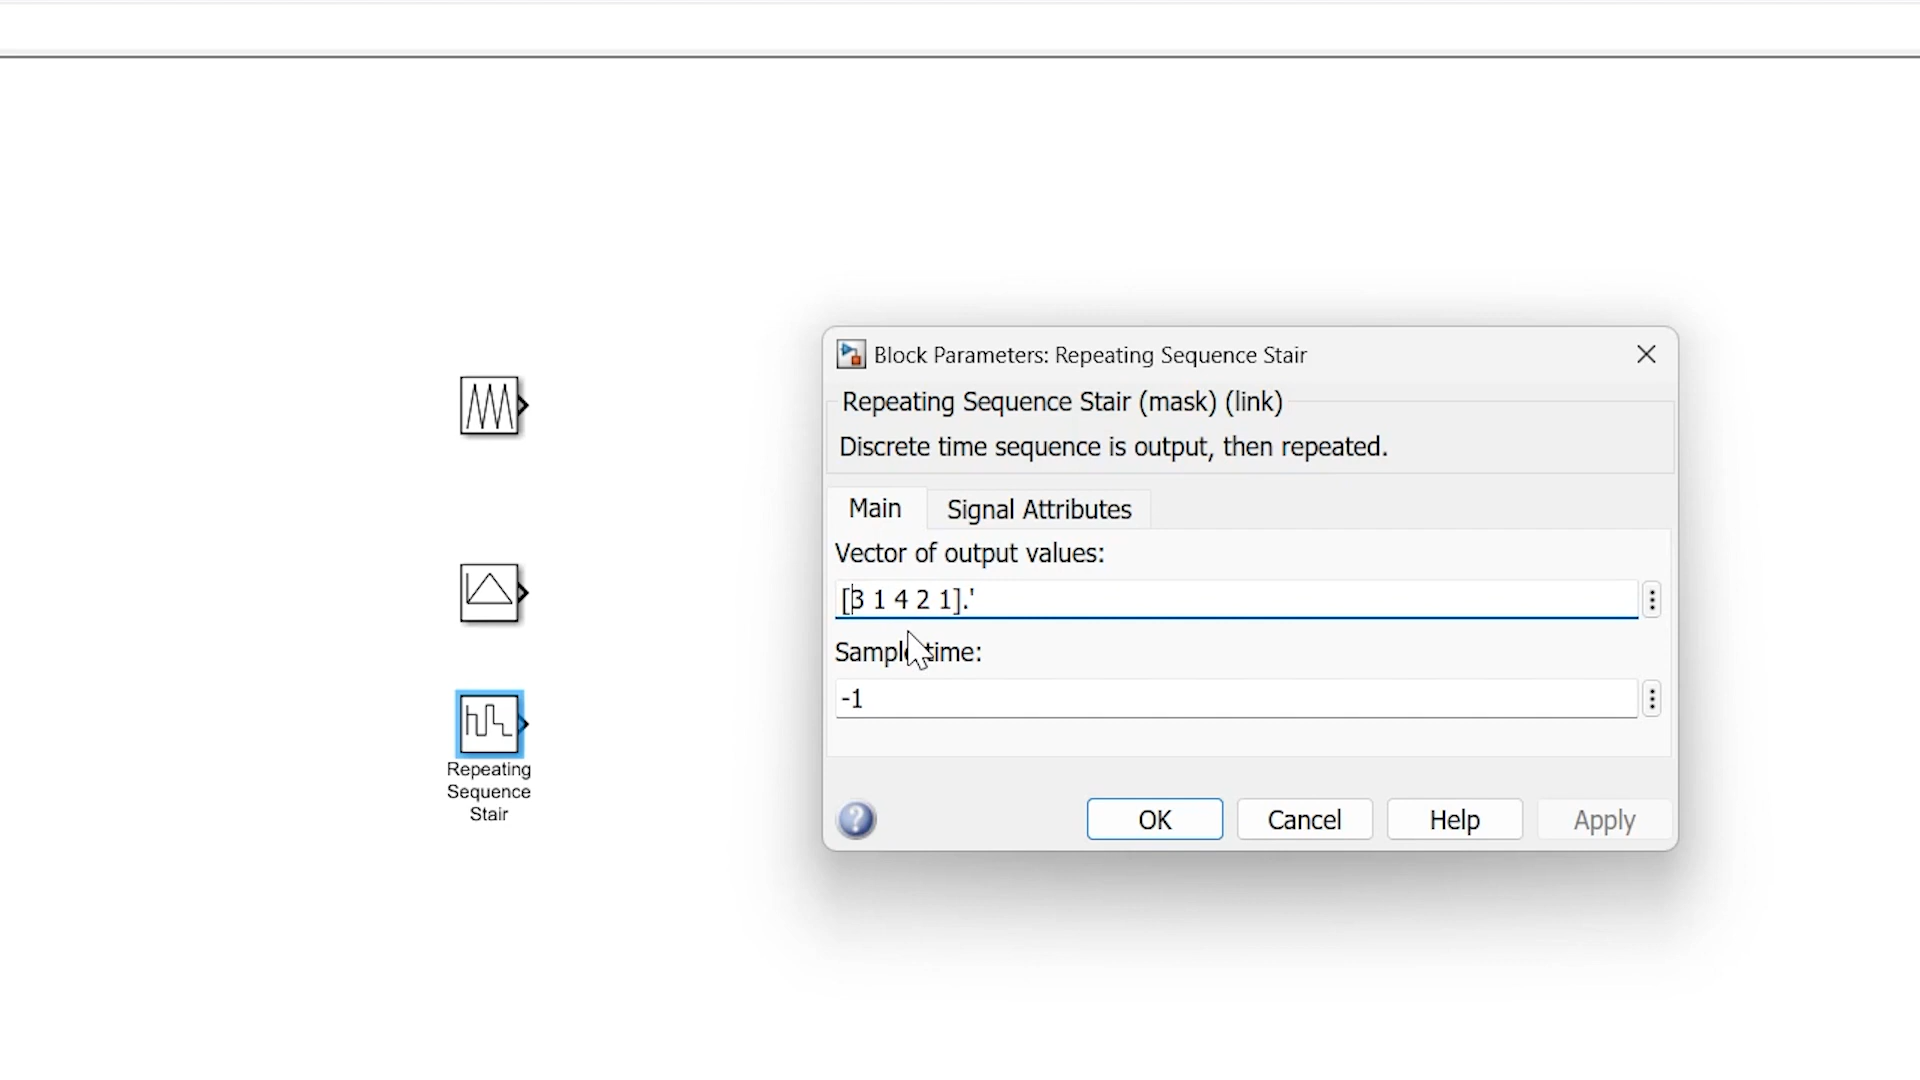 Block Parameters: Repeating Sequence Stair
Repeating Sequence Stair (mask) (link)
Discrete time sequence is output, then repeated.
Main Signal Attributes
Vector of output values:
[3 1 4 2 1].'
Sample time:
-1
OK Cancel Help Apply
Repeating
Sequence
Stair